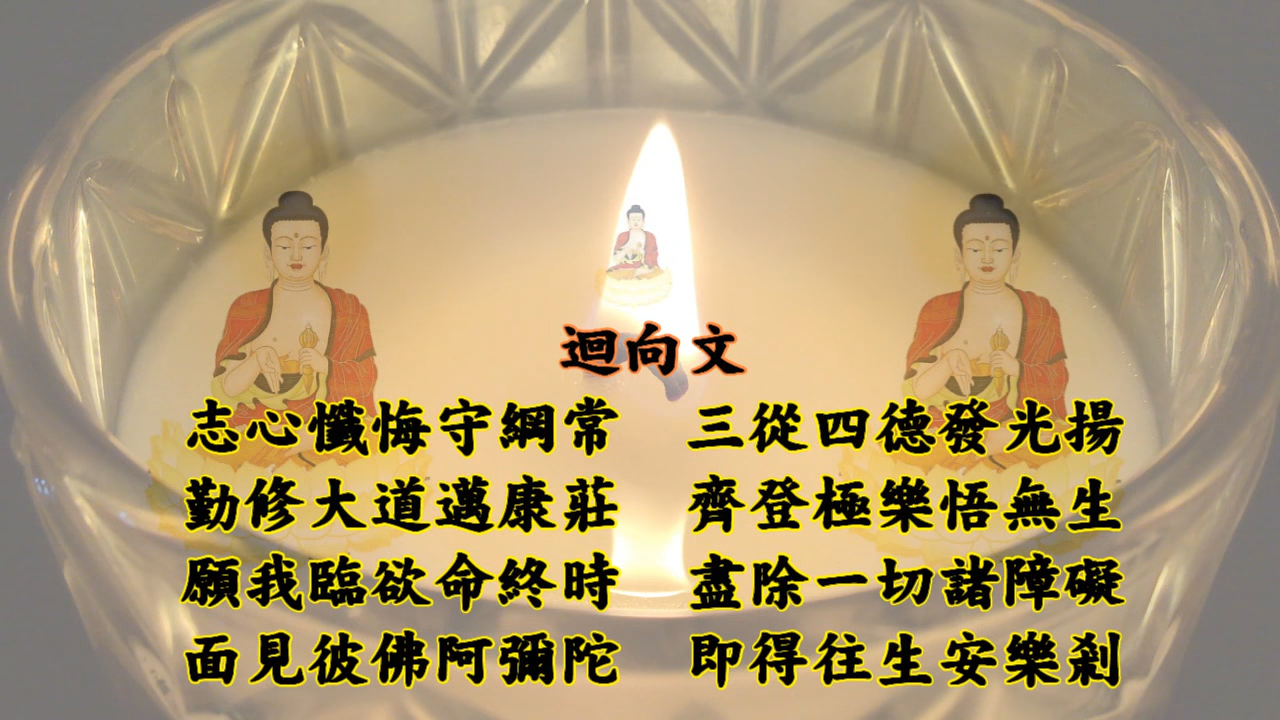 迴向文
志心懺悔守綱常 三從四德發光揚
勤修大道邁康莊 齊登極樂悟無生
願我臨欲命終時 盡除一切諸障礙
面見彼佛阿彌陀 即得往生安樂剎